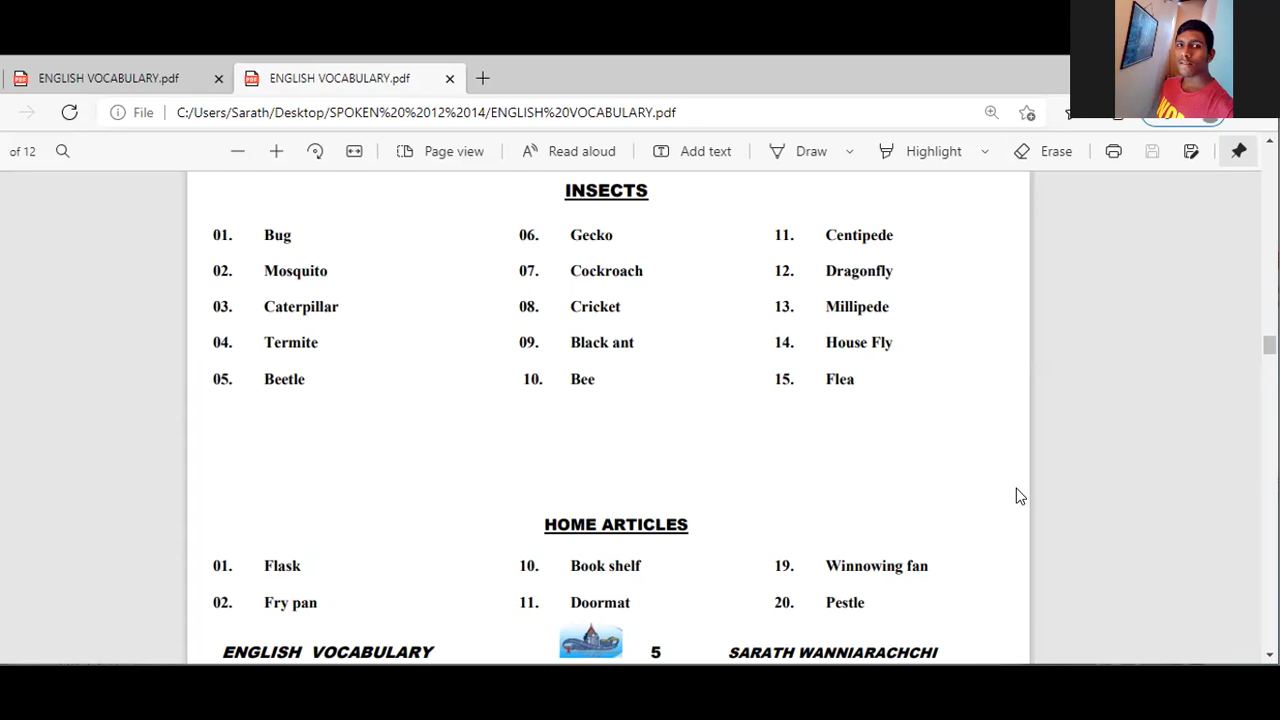 ENGLISH VOCABULARY.pdf
ENGLISH VOCABULARY.pdf
File C:/Users/Sarath/Desktop/SPOKEN%20%2012%2014/ENGLISH%20VOCABULARY.pdf
of 12 Page view Read aloud Add text Draw Highlight Erase
INSECTS
01. Bug 06. Gecko 11. Centipede
02. Mosquito 07. Cockroach 12. Dragonfly
03. Caterpillar 08. Cricket 13. Millipede
04. Termite 09. Black ant 14. House Fly
05. Beetle 10. Bee 15. Flea
HOME ARTICLES
01. Flask 10. Book shelf 19. Winnowing fan
02. Fry pan 11. Doormat 20. Pestle
ENGLISH VOCABULARY 5 SARATH WANNIARACHCHI